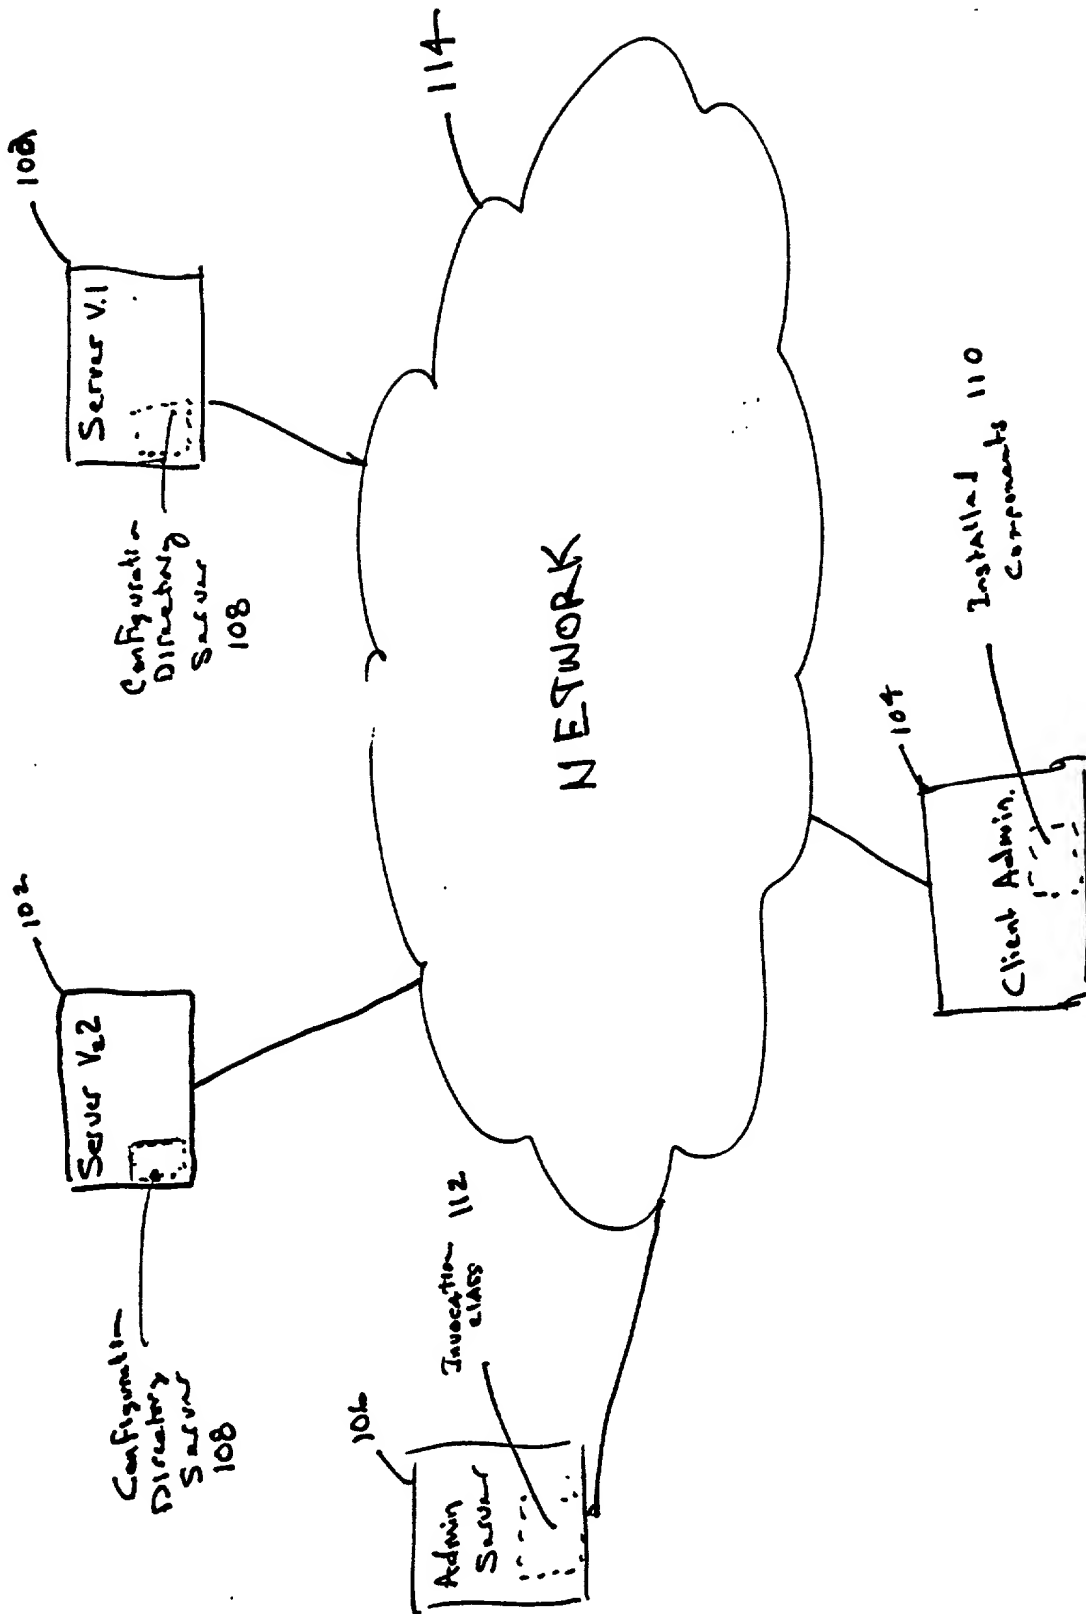 102
Server V.2
Configuration
Directory
Server
108
Server V.1
Configuration
Directory
Server
108
114
NETWORK
106
Admin
Server
Invocation 112
class
104
Client Admin.
Installed 110
Components